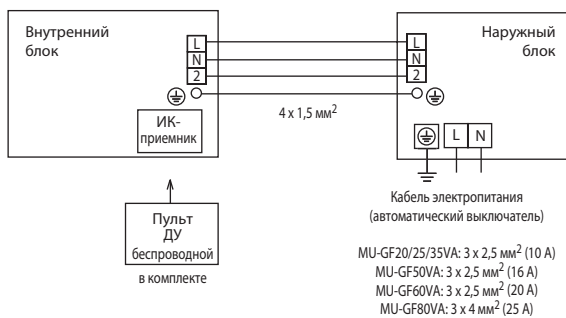 Внутренний
блок
L
N
2
ИК-
приемник
Пульт
ДУ
беспроводной
в комплекте
4 x 1,5 мм²
Наружный
блок
L
N
2
L N
Кабель электропитания
(автоматический выключатель)
MU-GF20/25/35VA: 3 x 2,5 мм² (10 А)
MU-GF50VA: 3 x 2,5 мм² (16 А)
MU-GF60VA: 3 x 2,5 мм² (20 А)
MU-GF80VA: 3 x 4 мм² (25 А)